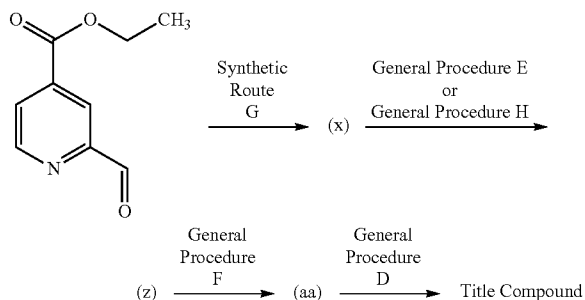 O
O
CH3
N
O
Synthetic
Route
G
(x)
General Procedure E
or
General Procedure H
(z)
General
Procedure
F
(aa)
General
Procedure
D
Title Compound